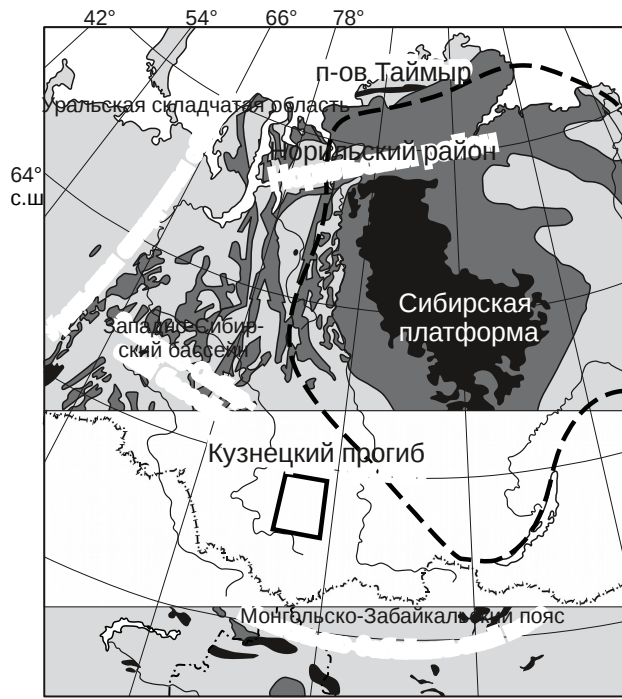 42° 54° 66° 78°
п-ов Таймыр
Уральская складчатая область
Норильский район
64°
с.ш
Сибирская
платформа
Западно-Сибир-
ский бассейн
Кузнецкий прогиб
Монгольско-Забайкальский пояс